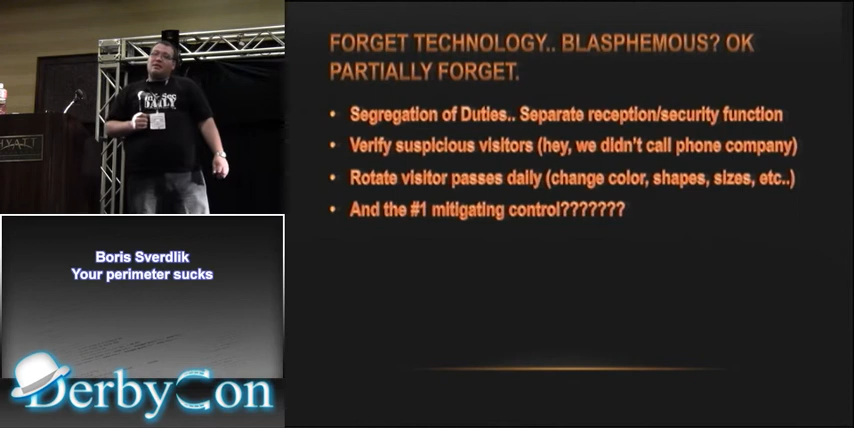 FORGET TECHNOLOGY.. BLASPHEMOUS? OK
PARTIALLY FORGET.
• Segregation of Duties.. Separate reception/security function
• Verify suspicious visitors (hey, we didn't call phone company)
• Rotate visitor passes daily (change color, shapes, sizes, etc..)
• And the #1 mitigating control???????
DAILY
HYATT
Boris Sverdlik
Your perimeter sucks
DerbyCon